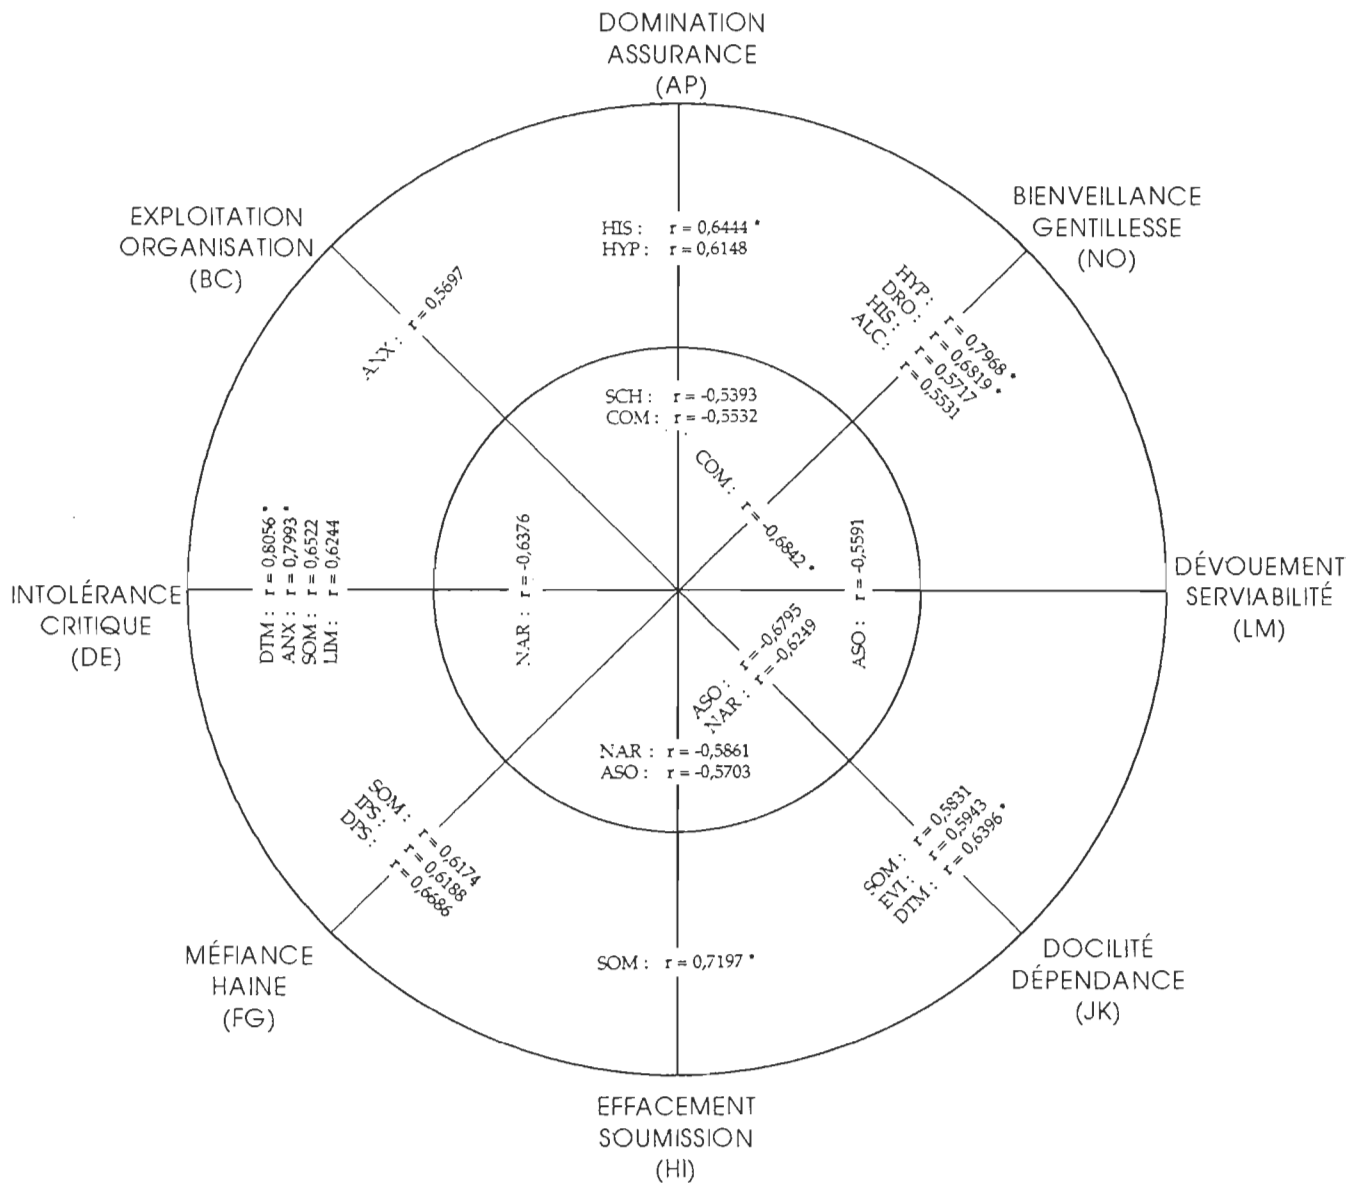 DOMINATION
ASSURANCE
(AP)
BIENVEILLANCE
GENTILLESSE
(NO)
EXPLOITATION
ORGANISATION
(BC)
HIS : r = 0,6444 *
HYP : r = 0,6148
ANX : r = 0,5697
HYP : r = 0,7968 *
DRO : r = 0,6819 *
HIS : r = 0,5717
ALC : r = 0,5531
SCH : r = -0,5393
COM : r = -0,5532
COM : r = -0,6842 *
DTM : r = 0,8056 *
ANX : r = 0,7993 *
SOM : r = 0,6522
LIM : r = 0,6244
NAR : r = -0,6376
ASO : r = -0,5591
INTOLÉRANCE
CRITIQUE
(DE)
DÉVOUEMENT
SERVIABILITÉ
(LM)
ASO : r = -0,6795
NAR : r = -0,6249
NAR : r = -0,5861
ASO : r = -0,5703
SOM : r = 0,6174
IPS : r = 0,6188
DPS : r = 0,6686
SOM : r = 0,5831
EVI : r = 0,5943
DTM : r = 0,6396 *
SOM : r = 0,7197 *
MÉFIANCE
HAINE
(FG)
DOCILITÉ
DÉPENDANCE
(JK)
EFFACEMENT
SOUMISSION
(HI)